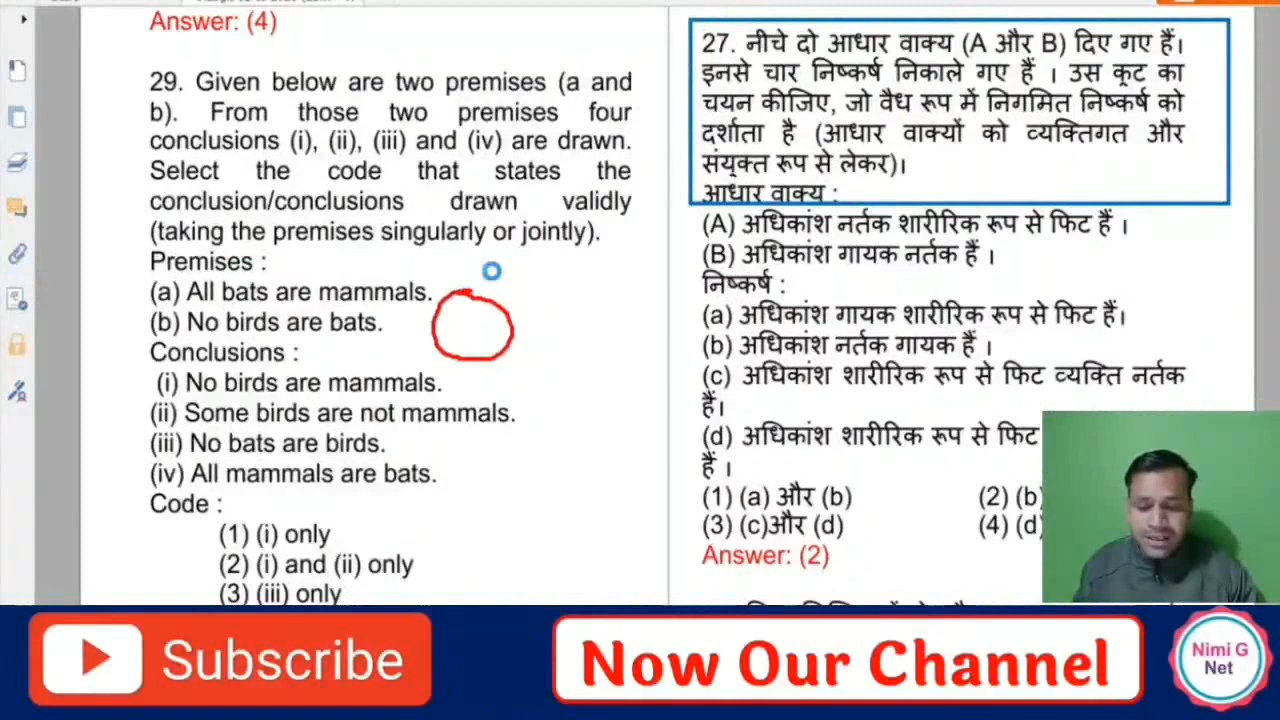 Answer: (4)
29. Given below are two premises (a and
b). From those two premises four
conclusions (i), (ii), (iii) and (iv) are drawn.
Select the code that states the
conclusion/conclusions drawn validly
(taking the premises singularly or jointly).
Premises :
(a) All bats are mammals.
(b) No birds are bats.
Conclusions :
(i) No birds are mammals.
(ii) Some birds are not mammals.
(iii) No bats are birds.
(iv) All mammals are bats.
Code :
(1) (i) only
(2) (i) and (ii) only
(3) (iii) only
27. नीचे दो आधार वाक्य (A और B) दिए गए हैं।
इनसे चार निष्कर्ष निकाले गए हैं । उस कूट का
चयन कीजिए, जो वैध रूप में निगमित निष्कर्ष को
दर्शाता है (आधार वाक्यों को व्यक्तिगत और
संयुक्त रूप से लेकर)।
आधार वाक्य :
(A) अधिकांश नर्तक शारीरिक रूप से फिट हैं ।
(B) अधिकांश गायक नर्तक हैं ।
निष्कर्ष :
(a) अधिकांश गायक शारीरिक रूप से फिट हैं।
(b) अधिकांश नर्तक गायक हैं ।
(c) अधिकांश शारीरिक रूप से फिट व्यक्ति नर्तक
हैं।
(d) अधिकांश शारीरिक रूप से फिट
हैं ।
(1) (a) और (b) (2) (b)
(3) (c)और (d) (4) (d)
Answer: (2)
Subscribe
Now Our Channel
Nimi G
Net